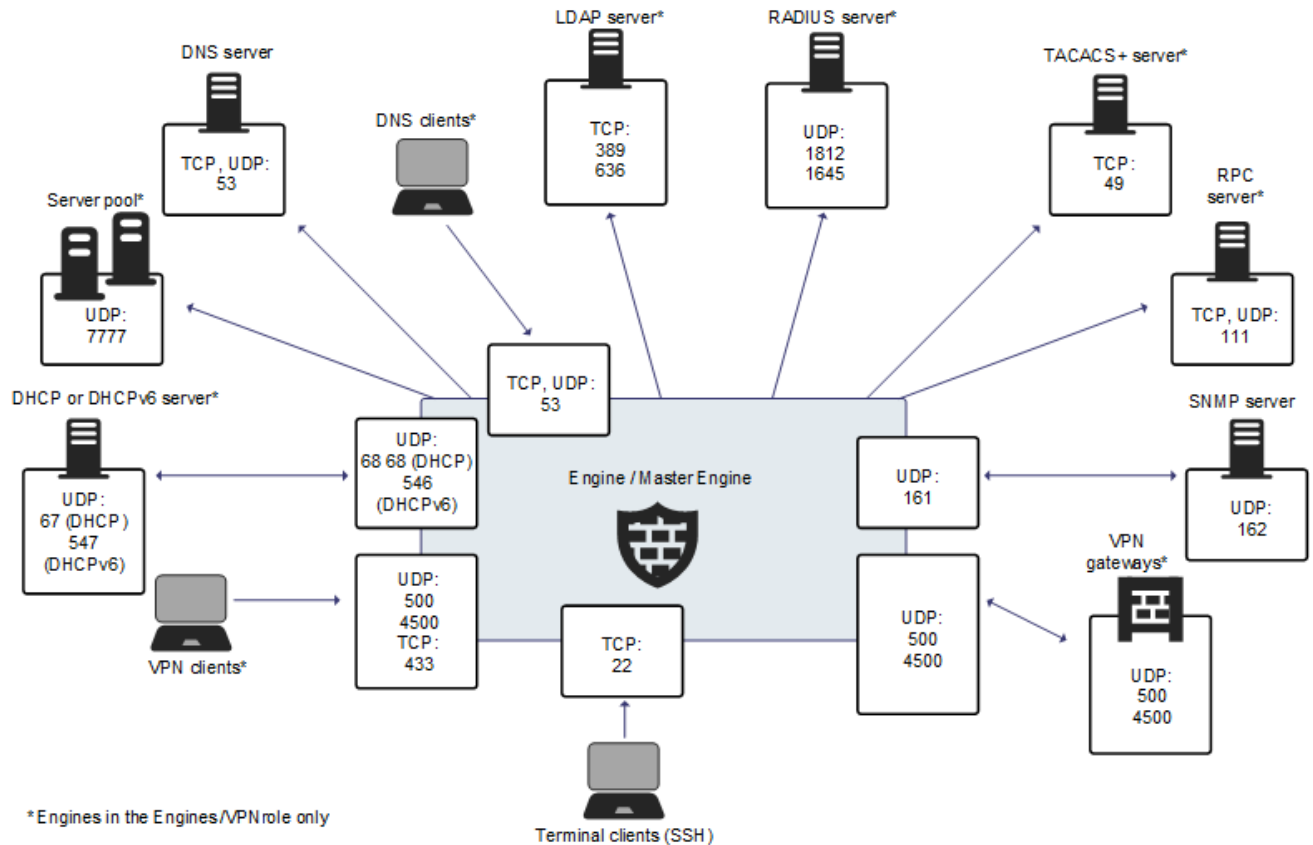 LDAP server*
RADIUS server*
DNS server
TACACS+ server*
DNS clients*
TCP:
389
636
UDP:
1812
1645
TCP, UDP:
53
TCP:
49
RPC
server*
Server pool*
UDP:
7777
TCP, UDP:
111
TCP, UDP:
53
DHCP or DHCPv6 server*
SNMP server
UDP:
68 68 (DHCP)
546
(DHCPv6)
Engine / Master Engine
UDP:
161
UDP:
67 (DHCP)
547
(DHCPv6)
UDP:
162
VPN
gateways*
UDP:
500
4500
TCP:
433
UDP:
500
4500
TCP:
22
VPN clients*
UDP:
500
4500
*Engines in the Engines/VPN role only
Terminal clients (SSH)